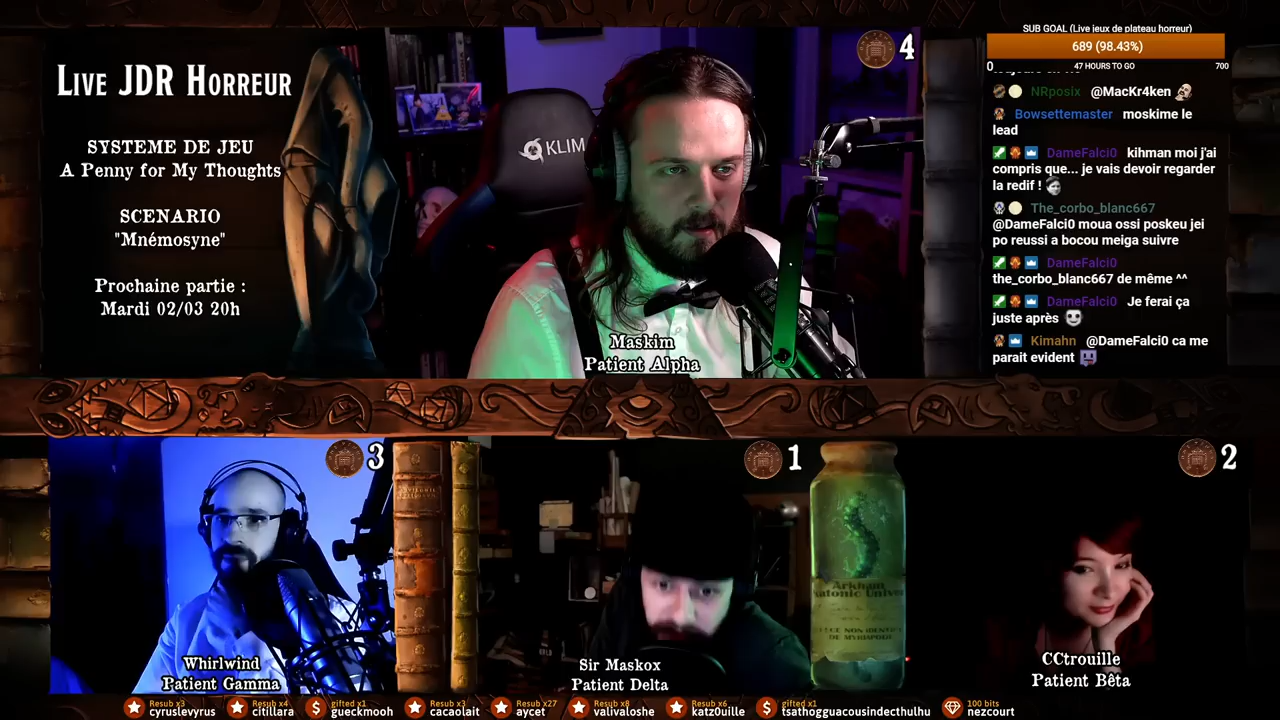 LIVE JDR HORREUR
SYSTEME DE JEU
A Penny for My Thoughts
SCENARIO
"Mnémosyne"
Prochaine partie :
Mardi 02/03 20h
KLIM
4
Maskim
Patient Alpha
SUB GOAL (Live jeux de plateau horreur)
689 (98.43%)
0
47 HOURS TO GO
700
NRposix @MacKr4ken
Bowsettemaster moskime le
lead
DameFalci0 kihman moi j'ai
compris que... je vais devoir regarder
la redif !
The_corbo_blanc667
@DameFalci0 moua ossi poskeu jei
po reussi a bocou meiga suivre
DameFalci0
the_corbo_blanc667 de même ^^
DameFalci0 Je ferai ça
juste après
Kimahn @DameFalci0 ca me
parait evident
3
Whirlwind
Patient Gamma
1
Sir Maskox
Patient Delta
Arkham
2
CCtrouille
Patient Bêta
Resub x3
cyruslevyrus
Resub x4
citillara
gifted x1
gueckmooh
Resub x3
cacaolait
Resub x27
aycet
Resub x8
valivaloshe
Resub x6
katz0uille
gifted x1
tsathogguacousindecthulhu
100 bits
nezcourt